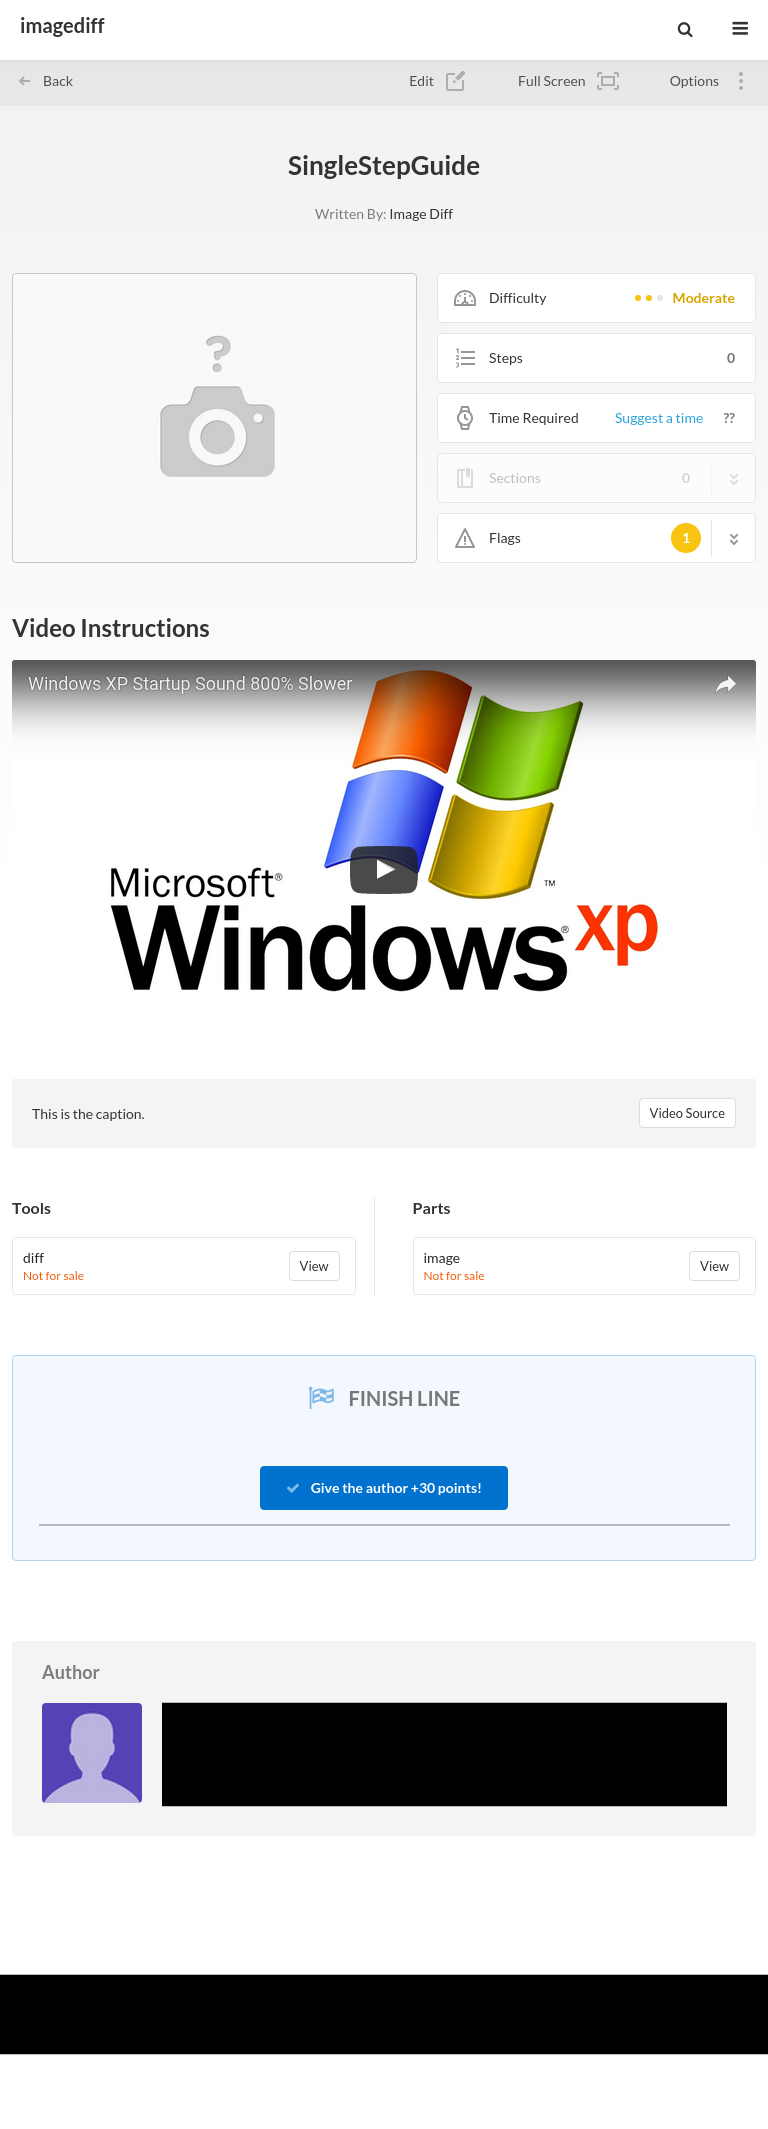 imagediff
Back Edit Full Screen Options
SingleStepGuide
Written By: Image Diff
?
Difficulty Moderate
1 2 3 Steps 0
Time Required Suggest a time ??
Sections 0
Flags 1
Video Instructions
Windows XP Startup Sound 800% Slower
Microsoft®
Windows® xp ™
This is the caption. Video Source
Tools
diff
Not for sale
View
Parts
image
Not for sale
View
FINISH LINE
Give the author +30 points!
Author